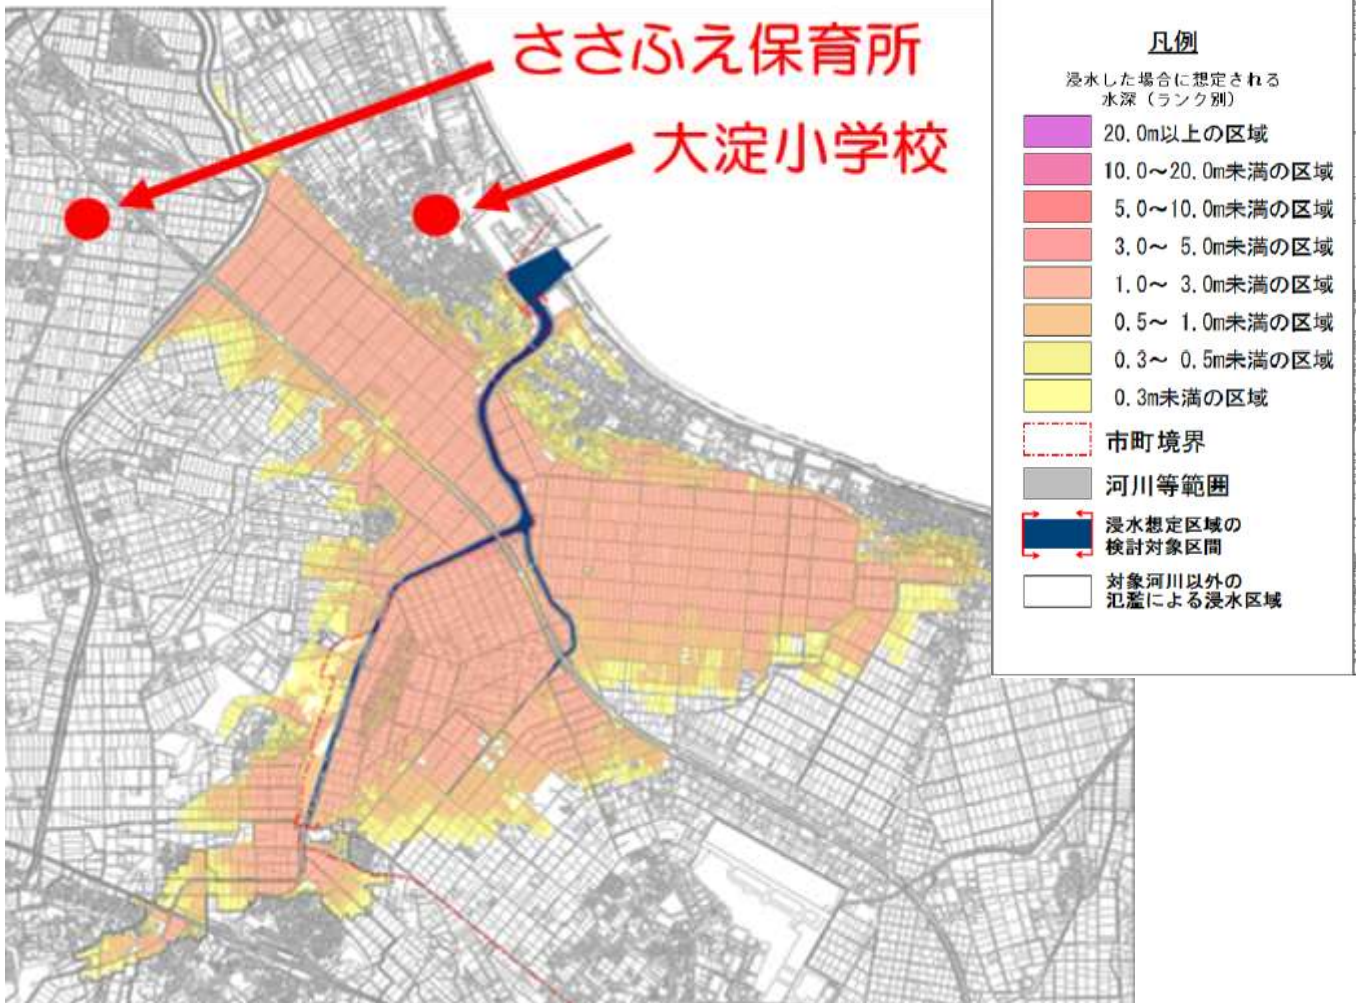 ささふえ保育所
大淀小学校
凡例
浸水した場合に想定される
水深（ランク別）
20.0m以上の区域
10.0～20.0m未満の区域
5.0～10.0m未満の区域
3.0～ 5.0m未満の区域
1.0～ 3.0m未満の区域
0.5～ 1.0m未満の区域
0.3～ 0.5m未満の区域
0.3m未満の区域
市町境界
河川等範囲
浸水想定区域の
検討対象区間
対象河川以外の
氾濫による浸水区域